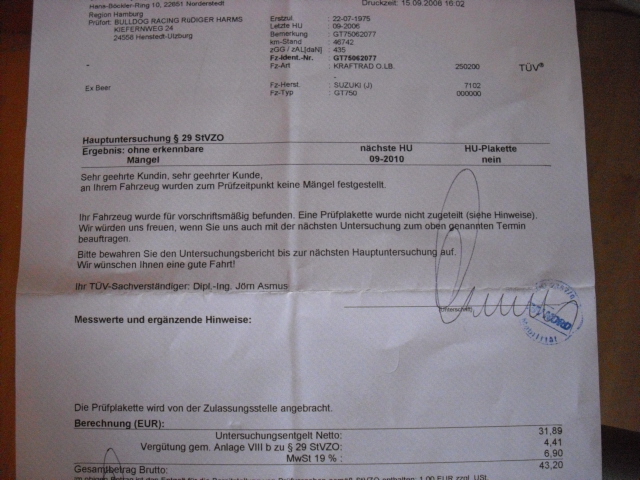 Hans-Böckler-Ring 10, 22851 Norderstedt
Druckzeit: 15.09.2008 16:02
Region Hamburg
Prüfort: BULLDOG RACING RüDIGER HARMS
KIEFERNWEG 24
24558 Henstedt-Ulzburg
Erstzul. : 22-07-1975
Letzte HU : 09-2006
Bemerkung : GT75062077
km-Stand : 46742
zGG / zAL[daN] : 435
Fz-Ident.-Nr. : GT75062077
Fz-Art : KRAFTRAD O.LB. 250200
TÜV®
Ex Beer
Fz-Herst. : SUZUKI (J) 7102
Fz-Typ : GT750 000000
Hauptuntersuchung § 29 StVZO
Ergebnis: ohne erkennbare nächste HU HU-Plakette
Mängel 09-2010 nein
Sehr geehrte Kundin, sehr geehrter Kunde,
an Ihrem Fahrzeug wurden zum Prüfzeitpunkt keine Mängel festgestellt.
Ihr Fahrzeug wurde für vorschriftsmäßig befunden. Eine Prüfplakette wurde nicht zugeteilt (siehe Hinweise).
Wir würden uns freuen, wenn Sie uns auch mit der nächsten Untersuchung zum oben genannten Termin
beauftragen.
Bitte bewahren Sie den Untersuchungsbericht bis zur nächsten Hauptuntersuchung auf.
Wir wünschen Ihnen eine gute Fahrt!
Ihr TÜV-Sachverständiger: Dipl.-Ing. Jörn Asmus
(Unterschrift)
NORD
Messwerte und ergänzende Hinweise:
Die Prüfplakette wird von der Zulassungsstelle angebracht.
Berechnung (EUR):
Untersuchungsentgelt Netto: 31,89
Vergütung gem. Anlage VIII b zu § 29 StVZO: 4,41
MwSt 19 % : 6,90
Gesamtbetrag Brutto: 43,20